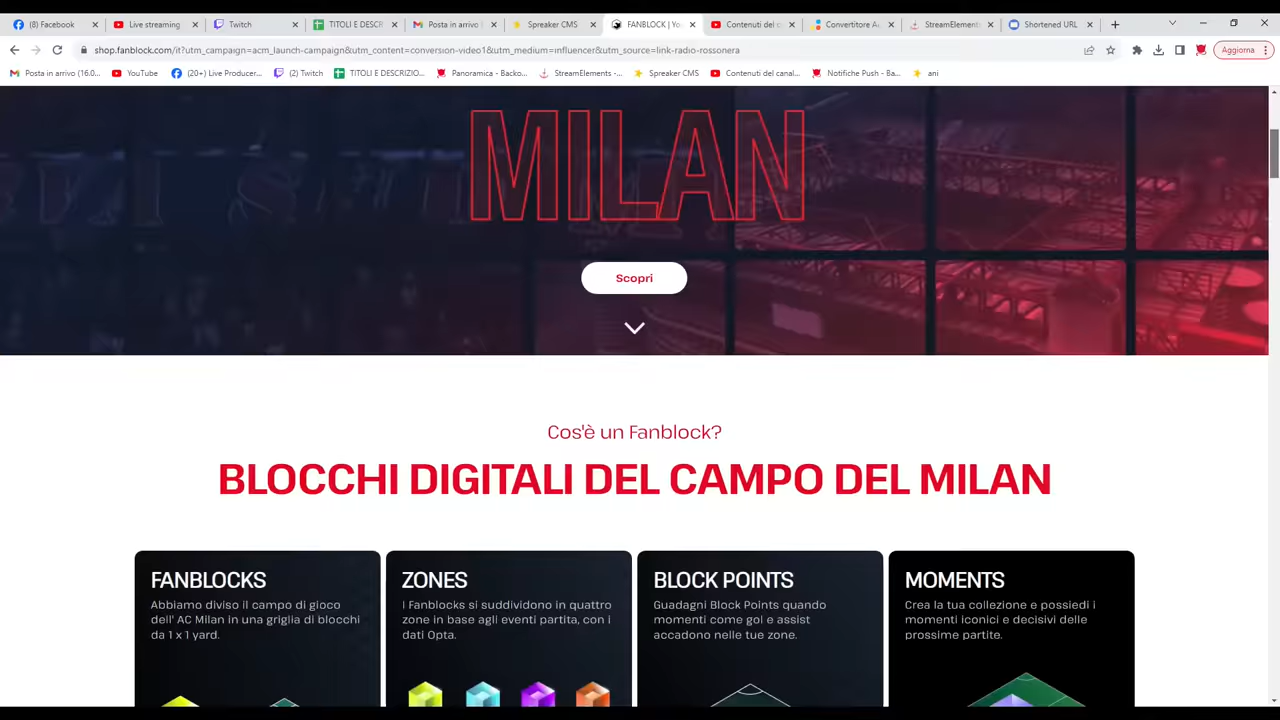 (8) Facebook
Live streaming
Twitch
TITOLI E DESCR
Posta in arrivo
Spreaker CMS
FANBLOCK | You
Contenuti del c
Convertitore A
StreamElement
Shortened URL
shop.fanblock.com/it?utm_campaign=acm_launch-campaign&utm_content=conversion-video1&utm_medium=influencer&utm_source=link-radio-rossonera
Aggiorna
Posta in arrivo (16.0...
YouTube
(20+) Live Producer...
(2) Twitch
TITOLI E DESCRIZIO...
Panoramica - Backo...
StreamElements -...
Spreaker CMS
Contenuti del canal...
Notifiche Push - Ba...
ani
MILAN
Scopri
Cos'è un Fanblock?
BLOCCHI DIGITALI DEL CAMPO DEL MILAN
FANBLOCKS
Abbiamo diviso il campo di gioco
dell' AC Milan in una griglia di blocchi
da 1 x 1 yard.
ZONES
I Fanblocks si suddividono in quattro
zone in base agli eventi partita, con i
dati Opta.
BLOCK POINTS
Guadagni Block Points quando
momenti come gol e assist
accadono nelle tue zone.
MOMENTS
Crea la tua collezione e possiedi i
momenti iconici e decisivi delle
prossime partite.